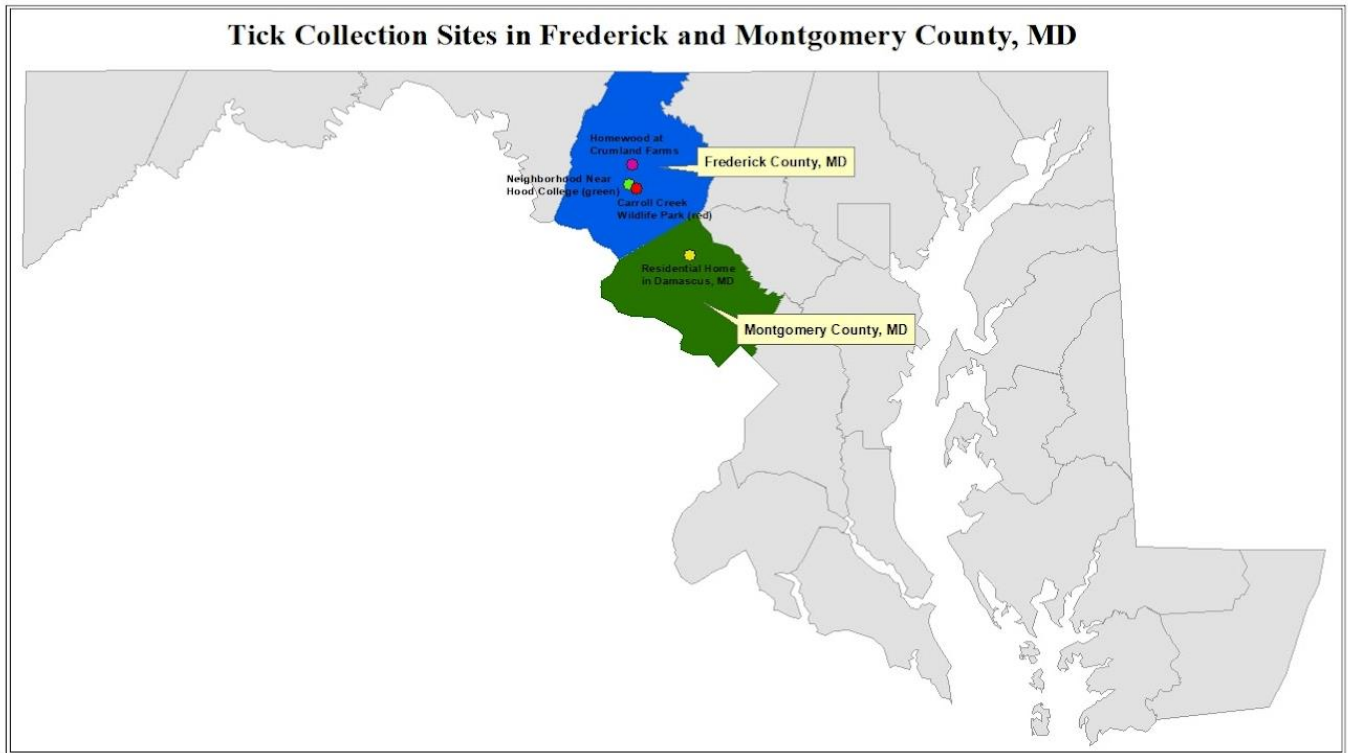 Tick Collection Sites in Frederick and Montgomery County, MD
Homewood at
Crumland Farms
Frederick County, MD
Neighborhood Near
Hood College (green)
Carroll Creek
Wildlife Park (red)
Residential Home
in Damascus, MD
Montgomery County, MD